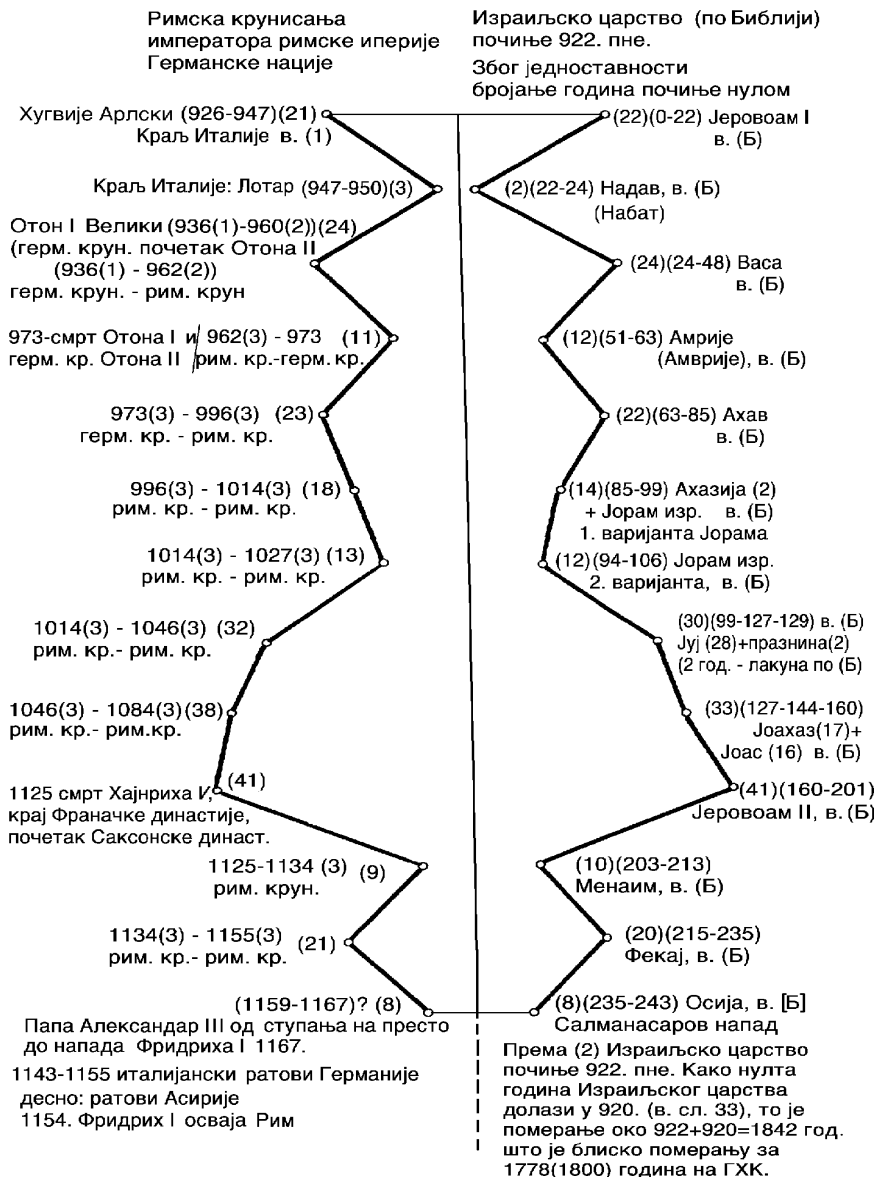 Римска крунисања
императора римске иперије
Германске нације
Израиљско царство (по Библији)
почиње 922. пне.
Због једноставности
бројање година почиње нулом
Хугвије Арлски (926-947)(21)
Краљ Италије в. (1)
(22)(0-22) Јеровоам I
в. (Б)
Краљ Италије: Лотар (947-950)(3)
(2)(22-24) Надав, в. (Б)
(Набат)
Отон I Велики (936(1)-960(2))(24)
(герм. крун. почетак Отона II
(936(1) - 962(2))
герм. крун. - рим. крун
(24)(24-48) Васа
в. (Б)
973-смрт Отона I и 962(3) - 973 (11)
герм. кр. Отона II рим. кр.-герм. кр.
(12)(51-63) Амрије
(Амврије), в. (Б)
973(3) - 996(3) (23)
герм. кр. - рим. кр.
(22)(63-85) Ахав
в. (Б)
996(3) - 1014(3) (18)
рим. кр. - рим. кр.
(14)(85-99) Ахазија (2)
+ Јорам изр. в. (Б)
1. варијанта Јорама
1014(3) - 1027(3) (13)
рим. кр. - рим. кр.
(12)(94-106) Јорам изр.
2. варијанта, в. (Б)
1014(3) - 1046(3) (32)
рим. кр.- рим. кр.
(30)(99-127-129) в. (Б)
Јуј (28)+празнина(2)
(2 год. - лакуна по (Б)
1046(3) - 1084(3)(38)
рим. кр.- рим.кр.
(33)(127-144-160)
Јоахаз(17)+
Јоас (16) в. (Б)
(41)
1125 смрт Хајнриха V,
крај Франачке династије,
почетак Саксонске династ.
(41)(160-201)
Јеровоам II, в. (Б)
1125-1134 (3) (9)
рим. крун.
(10)(203-213)
Менаим, в. (Б)
1134(3) - 1155(3) (21)
рим. кр.- рим. кр.
(20)(215-235)
Фекај, в. (Б)
(1159-1167)? (8)
Папа Александар III од ступања на престо
до напада Фридриха I 1167.
1143-1155 италијански ратови Германије
десно: ратови Асирије
1154. Фридрих I осваја Рим
(8)(235-243) Осија, в. [Б]
Салманасаров напад
Према (2) Израиљско царство
почиње 922. пне. Како нулта
година Израиљског царства
долази у 920. (в. сл. 33), то је
померање око 922+920=1842 год.
што је блиско померању за
1778(1800) година на ГХК.